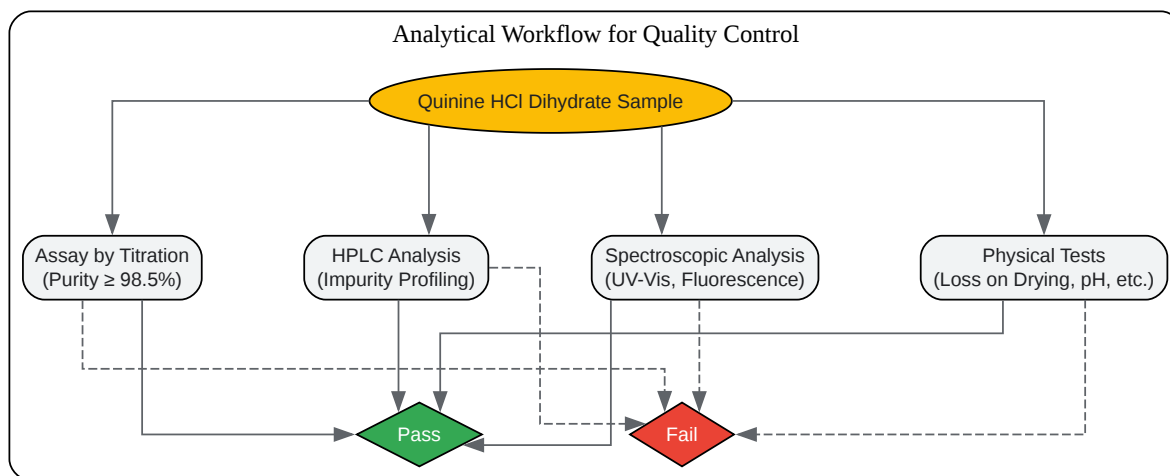 Analytical Workflow for Quality Control
Quinine HCl Dihydrate Sample
Assay by Titration
(Purity ≥ 98.5%)
HPLC Analysis
(Impurity Profiling)
Spectroscopic Analysis
(UV-Vis, Fluorescence)
Physical Tests
(Loss on Drying, pH, etc.)
Pass
Fail